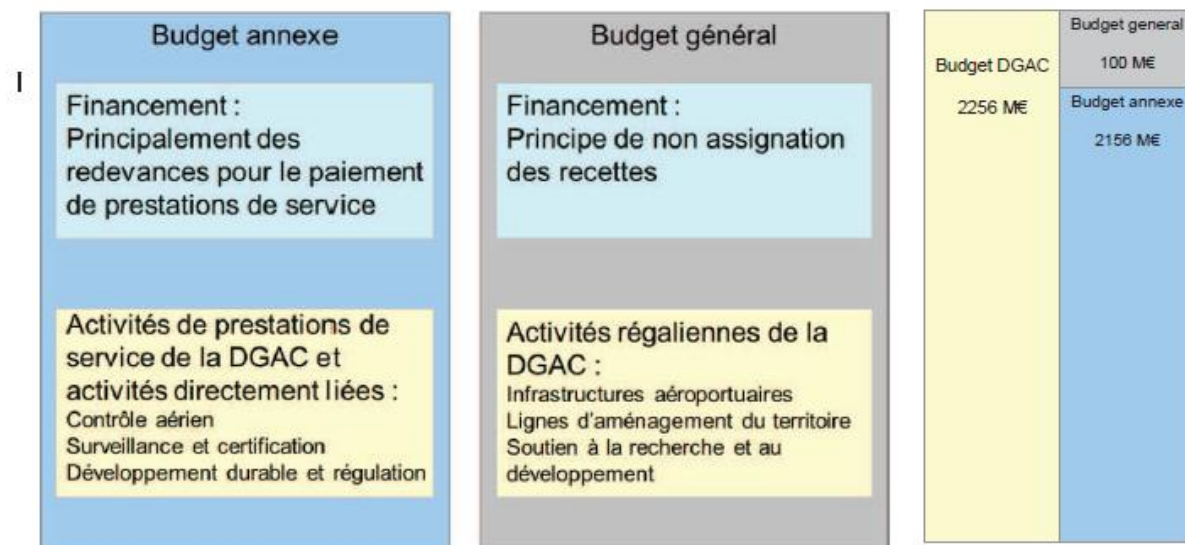 Budget annexe
Financement :
Principalement des
redevances pour le paiement
de prestations de service
Activités de prestations de
service de la DGAC et
activités directement liées :
Contrôle aérien
Surveillance et certification
Développement durable et régulation
Budget général
Financement :
Principe de non assignation
des recettes
Activités régaliennes de la
DGAC :
Infrastructures aéroportuaires
Lignes d'aménagement du territoire
Soutien à la recherche et au
développement
Budget DGAC
2256 M€
Budget general
100 M€
Budget annexe
2156 M€